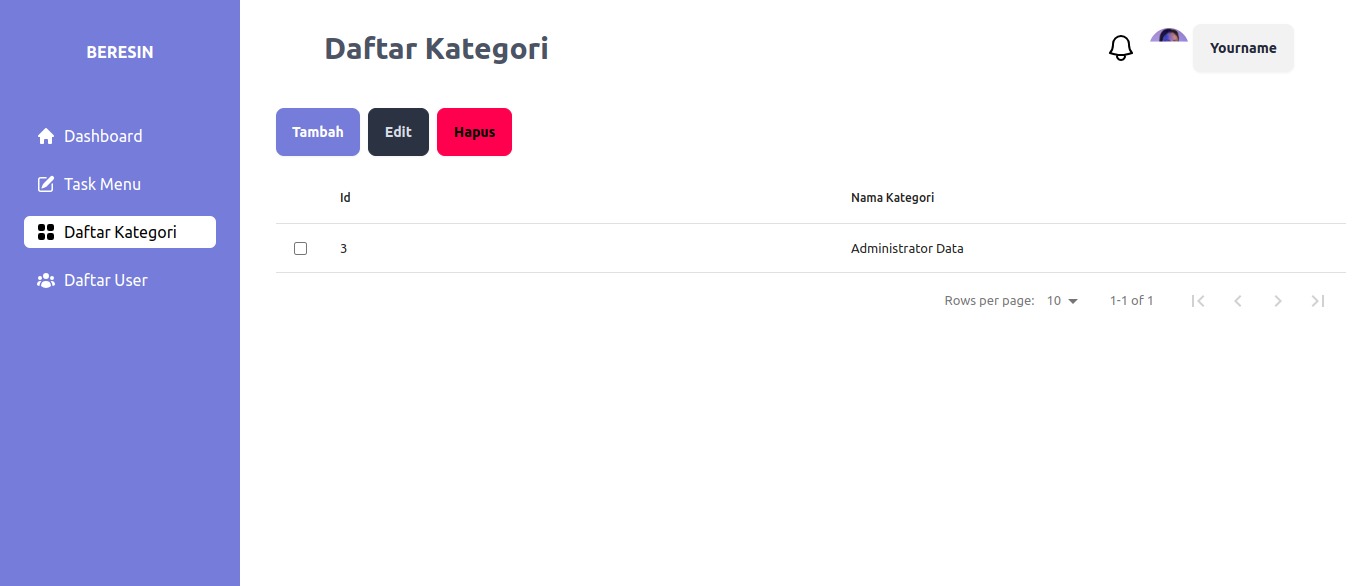 BERESIN
Dashboard
Task Menu
Daftar Kategori
Daftar User
Daftar Kategori
Yourname
Tambah Edit Hapus
Id Nama Kategori
3 Administrator Data
Rows per page: 10 1-1 of 1